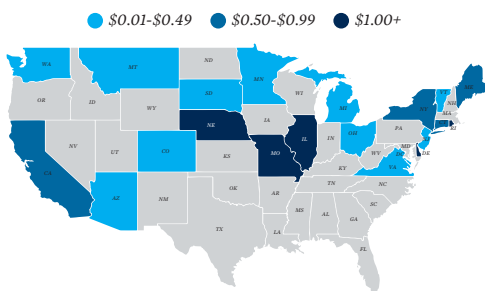 $0.01-$0.49 $0.50-$0.99 $1.00+
WA
MT
ND
MN
OR
ID
WY
SD
WI
MI
NY
VT
NH
ME
MA
RI
NV
UT
CO
NE
IA
IL
IN
OH
PA
CA
AZ
NM
KS
MO
KY
WV
VA
MD
DE
OK
AR
TN
NC
SC
TX
LA
MS
AL
GA
FL